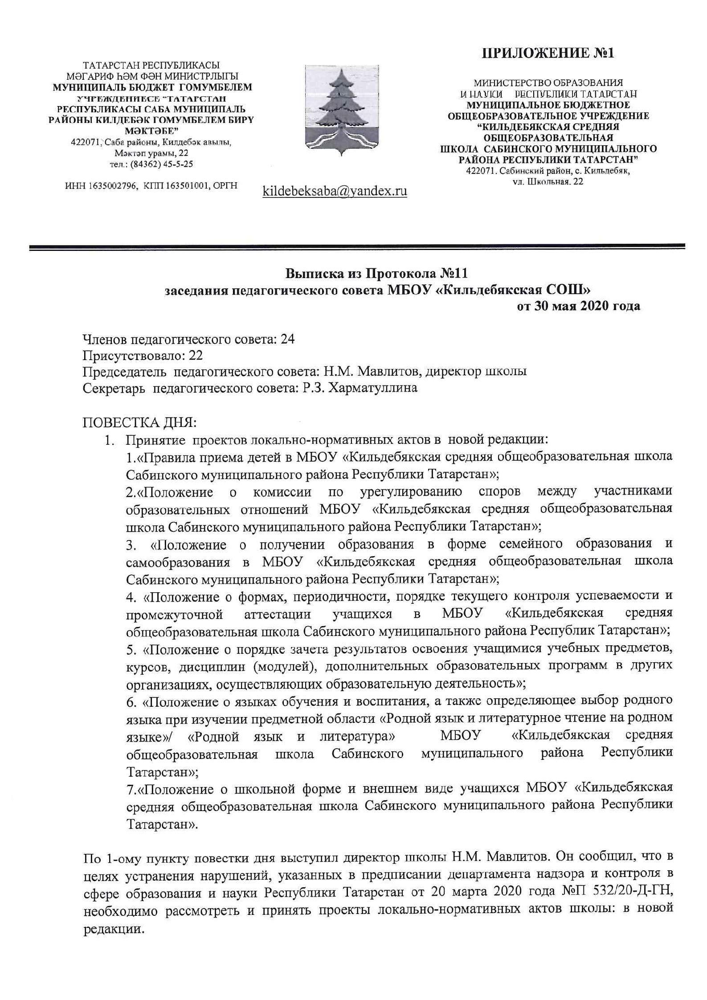 ПРИЛОЖЕНИЕ №1
ТАТАРСТАН РЕСПУБЛИКАСЫ
МӘГАРИФ ҺӘМ ФӘН МИНИСТРЛЫГЫ
МУНИЦИПАЛЬ БЮДЖЕТ ГОМУМБЕЛЕМ
УЧРЕЖДЕНИЕСЕ “ТАТАРСТАН
РЕСПУБЛИКАСЫ САБА МУНИЦИПАЛЬ
РАЙОНЫ КИЛДЕБӘК ГОМУМБЕЛЕМ БИРҮ
МӘКТӘБЕ”
422071, Саба районы, Килдебәк авылы,
Мәктәп урамы, 22
тел.: (84362) 45-5-25
ИНН 1635002796, КПП 163501001, ОРГН
kildebeksaba@yandex.ru
МИНИСТЕРСТВО ОБРАЗОВАНИЯ
И НАУКИ РЕСПУБЛИКИ ТАТАРСТАН
МУНИЦИПАЛЬНОЕ БЮДЖЕТНОЕ
ОБЩЕОБРАЗОВАТЕЛЬНОЕ УЧРЕЖДЕНИЕ
“КИЛЬДЕБЯКСКАЯ СРЕДНЯЯ
ОБЩЕОБРАЗОВАТЕЛЬНАЯ
ШКОЛА САБИНСКОГО МУНИЦИПАЛЬНОГО
РАЙОНА РЕСПУБЛИКИ ТАТАРСТАН”
422071. Сабинский район, с. Кильдебяк,
ул. Школьная. 22
Выписка из Протокола №11
заседания педагогического совета МБОУ «Кильдебякская СОШ»
от 30 мая 2020 года
Членов педагогического совета: 24
Присутствовало: 22
Председатель педагогического совета: Н.М. Мавлитов, директор школы
Секретарь педагогического совета: Р.З. Харматуллина
ПОВЕСТКА ДНЯ:
1. Принятие проектов локально-нормативных актов в новой редакции:
1.«Правила приема детей в МБОУ «Кильдебякская средняя общеобразовательная школа
Сабинского муниципального района Республики Татарстан»;
2.«Положение о комиссии по урегулированию споров между участниками
образовательных отношений МБОУ «Кильдебякская средняя общеобразовательная
школа Сабинского муниципального района Республики Татарстан»;
3. «Положение о получении образования в форме семейного образования и
самообразования в МБОУ «Кильдебякская средняя общеобразовательная школа
Сабинского муниципального района Республики Татарстан»;
4. «Положение о формах, периодичности, порядке текущего контроля успеваемости и
промежуточной аттестации учащихся в МБОУ «Кильдебякская средняя
общеобразовательная школа Сабинского муниципального района Республик Татарстан»;
5. «Положение о порядке зачета результатов освоения учащимися учебных предметов,
курсов, дисциплин (модулей), дополнительных образовательных программ в других
организациях, осуществляющих образовательную деятельность»;
6. «Положение о языках обучения и воспитания, а также определяющее выбор родного
языка при изучении предметной области «Родной язык и литературное чтение на родном
языке»/ «Родной язык и литература» МБОУ «Кильдебякская средняя
общеобразовательная школа Сабинского муниципального района Республики
Татарстан»;
7.«Положение о школьной форме и внешнем виде учащихся МБОУ «Кильдебякская
средняя общеобразовательная школа Сабинского муниципального района Республики
Татарстан».
По 1-ому пункту повестки дня выступил директор школы Н.М. Мавлитов. Он сообщил, что в
целях устранения нарушений, указанных в предписании департамента надзора и контроля в
сфере образования и науки Республики Татарстан от 20 марта 2020 года №П 532/20-Д-ГН,
необходимо рассмотреть и принять проекты локально-нормативных актов школы: в новой
редакции.